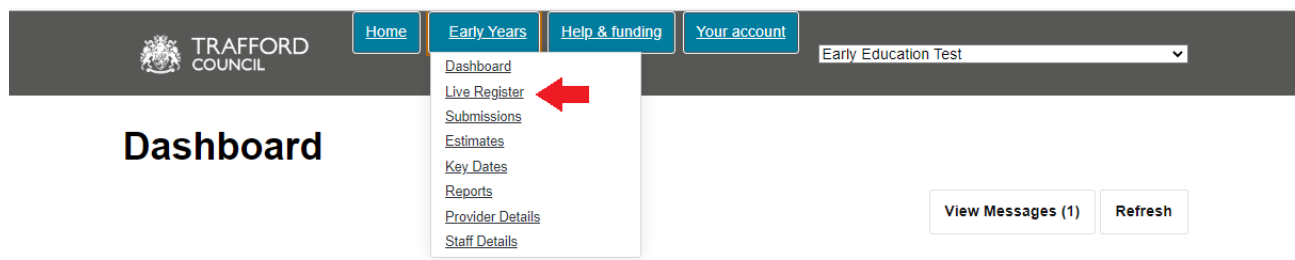 TRAFFORD
COUNCIL
Home
Early Years
Help & funding
Your account
Early Education Test
Dashboard
Live Register
Submissions
Estimates
Key Dates
Reports
Provider Details
Staff Details
Dashboard
View Messages (1)
Refresh